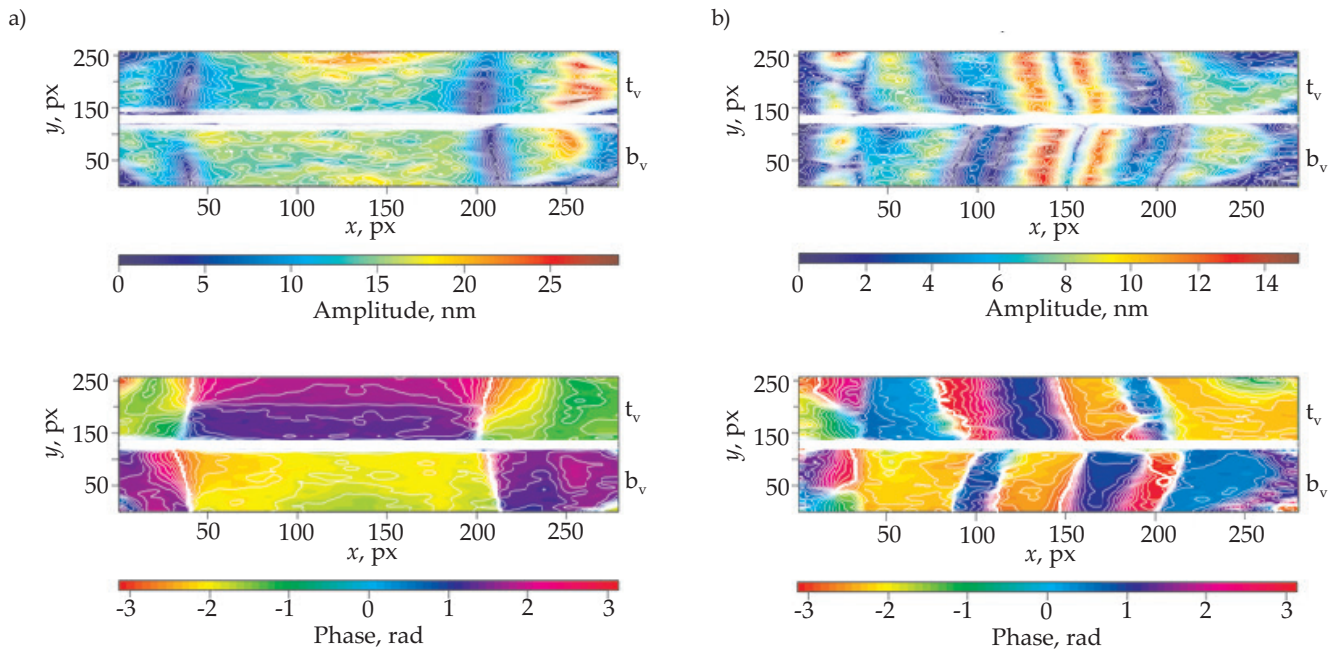 a)
250
150
50
y, px
t_v
b_v
50 100 150 200 250
x, px
0 5 10 15 20 25
Amplitude, nm
250
150
50
y, px
t_v
b_v
50 100 150 200 250
x, px
-3 -2 -1 0 1 2 3
Phase, rad
b)
250
150
50
y, px
t_v
b_v
50 100 150 200 250
x, px
0 2 4 6 8 10 12 14
Amplitude, nm
250
150
50
y, px
t_v
b_v
50 100 150 200 250
x, px
-3 -2 -1 0 1 2 3
Phase, rad